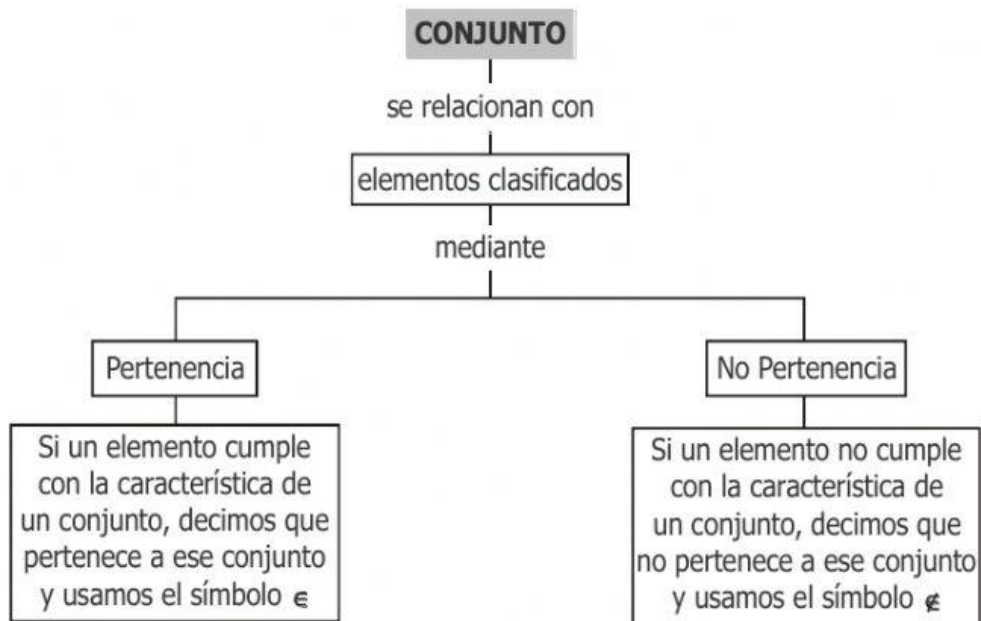 CONJUNTO
se relacionan con
elementos clasificados
mediante
Pertenencia
Si un elemento cumple
con la característica de
un conjunto, decimos que
pertenece a ese conjunto
y usamos el símbolo ∈
No Pertenencia
Si un elemento no cumple
con la característica de
un conjunto, decimos que
no pertenece a ese conjunto
y usamos el símbolo ∉